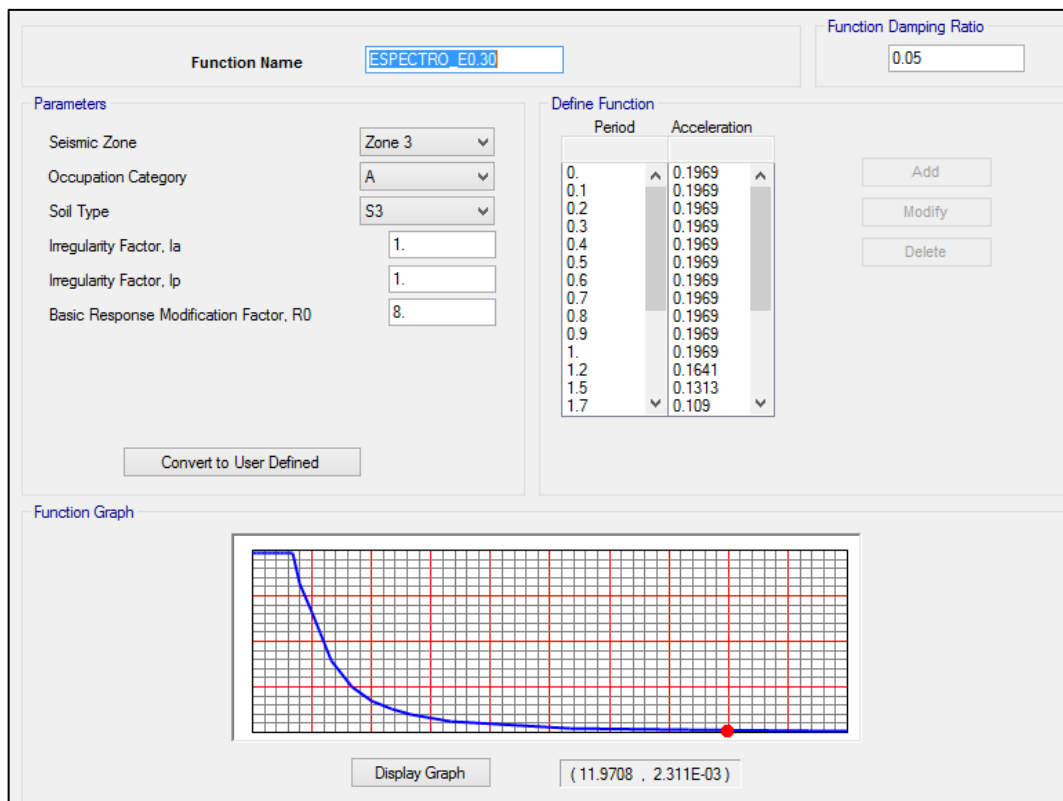 Function Damping Ratio
Function Name ESPECTRO_E0.30 0.05
Parameters
Seismic Zone Zone 3
Occupation Category A
Soil Type S3
Irregularity Factor, Ia 1.
Irregularity Factor, Ip 1.
Basic Response Modification Factor, R0 8.
Convert to User Defined
Define Function
Period Acceleration
0. 0.1969
0.1 0.1969
0.2 0.1969
0.3 0.1969
0.4 0.1969
0.5 0.1969
0.6 0.1969
0.7 0.1969
0.8 0.1969
0.9 0.1969
1. 0.1969
1.2 0.1641
1.5 0.1313
1.7 0.109
Add
Modify
Delete
Function Graph
Display Graph ( 11.9708 , 2.311E-03 )